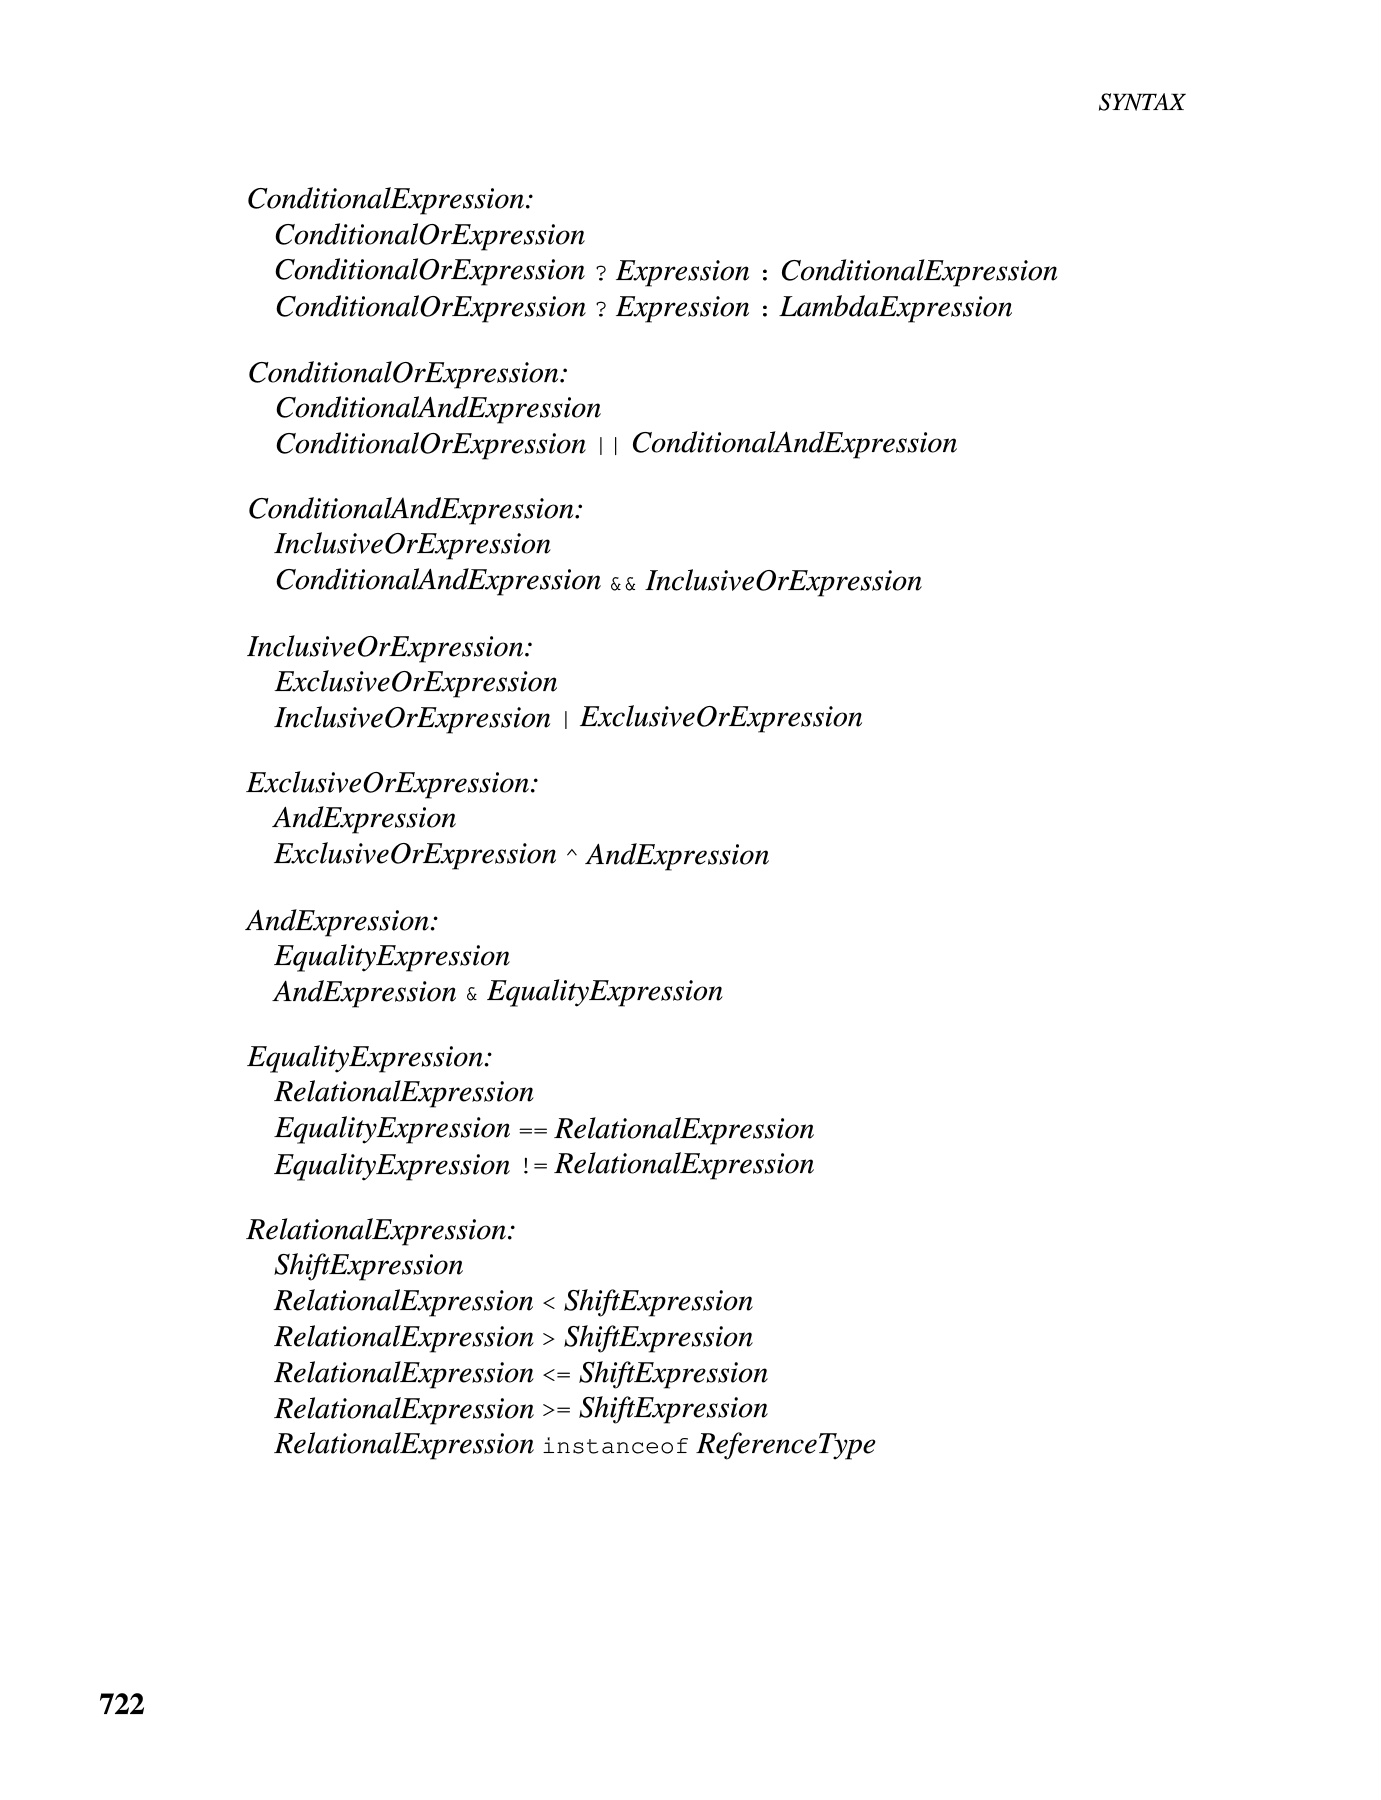 SYNTAX
ConditionalExpression:
ConditionalOrExpression
ConditionalOrExpression ? Expression : ConditionalExpression
ConditionalOrExpression ? Expression : LambdaExpression
ConditionalOrExpression:
ConditionalAndExpression
ConditionalOrExpression || ConditionalAndExpression
ConditionalAndExpression:
InclusiveOrExpression
ConditionalAndExpression && InclusiveOrExpression
InclusiveOrExpression:
ExclusiveOrExpression
InclusiveOrExpression | ExclusiveOrExpression
ExclusiveOrExpression:
AndExpression
ExclusiveOrExpression ^ AndExpression
AndExpression:
EqualityExpression
AndExpression & EqualityExpression
EqualityExpression:
RelationalExpression
EqualityExpression == RelationalExpression
EqualityExpression != RelationalExpression
RelationalExpression:
ShiftExpression
RelationalExpression < ShiftExpression
RelationalExpression > ShiftExpression
RelationalExpression <= ShiftExpression
RelationalExpression >= ShiftExpression
RelationalExpression instanceof ReferenceType
722